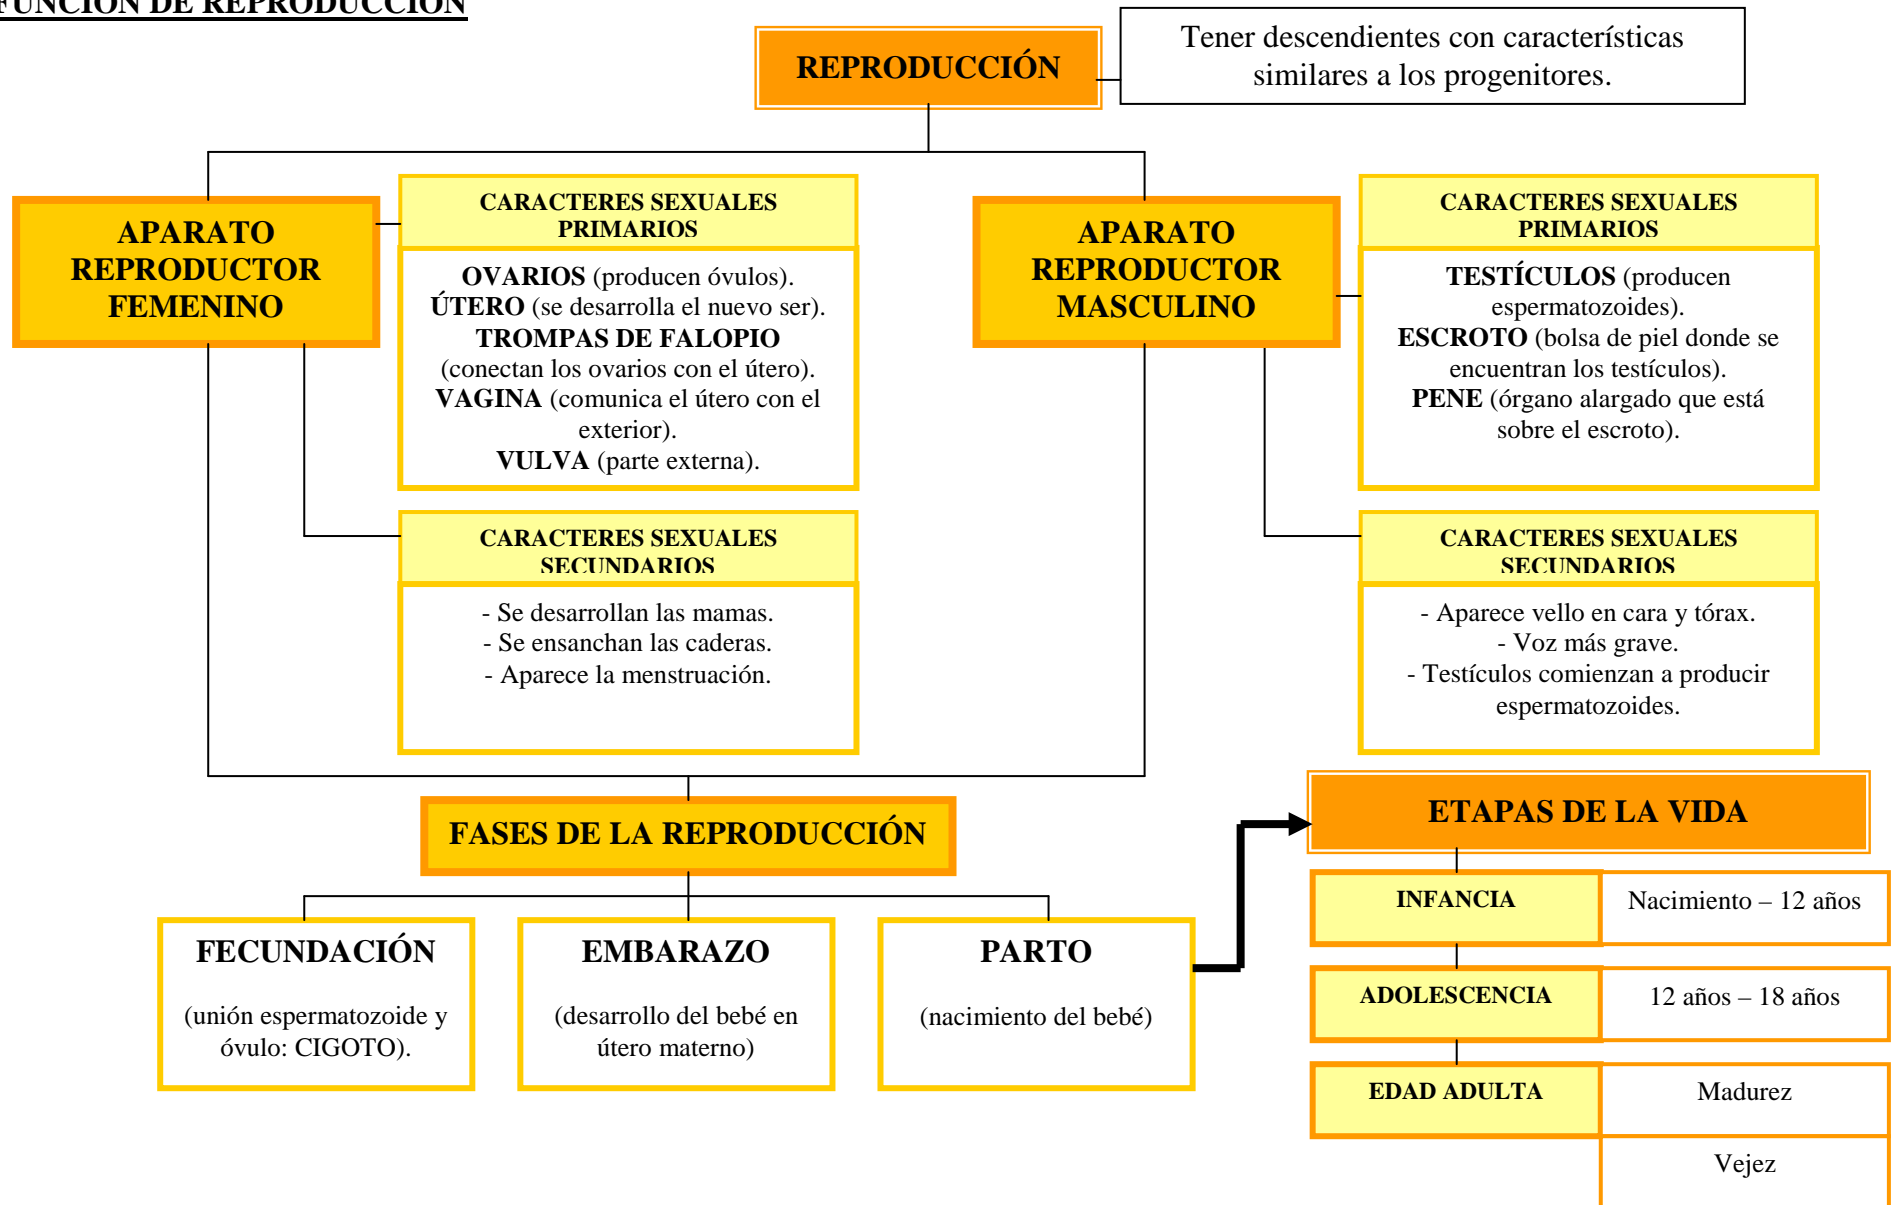 FUNCIÓN DE REPRODUCCIÓN
REPRODUCCIÓN
Tener descendientes con características
similares a los progenitores.
APARATO
REPRODUCTOR
FEMENINO
CARACTERES SEXUALES
PRIMARIOS
OVARIOS (producen óvulos).
ÚTERO (se desarrolla el nuevo ser).
TROMPAS DE FALOPIO
(conectan los ovarios con el útero).
VAGINA (comunica el útero con el
exterior).
VULVA (parte externa).
CARACTERES SEXUALES
SECUNDARIOS
- Se desarrollan las mamas.
- Se ensanchan las caderas.
- Aparece la menstruación.
APARATO
REPRODUCTOR
MASCULINO
CARACTERES SEXUALES
PRIMARIOS
TESTÍCULOS (producen
espermatozoides).
ESCROTO (bolsa de piel donde se
encuentran los testículos).
PENE (órgano alargado que está
sobre el escroto).
CARACTERES SEXUALES
SECUNDARIOS
- Aparece vello en cara y tórax.
- Voz más grave.
- Testículos comienzan a producir
espermatozoides.
FASES DE LA REPRODUCCIÓN
FECUNDACIÓN
(unión espermatozoide y
óvulo: CIGOTO).
EMBARAZO
(desarrollo del bebé en
útero materno)
PARTO
(nacimiento del bebé)
ETAPAS DE LA VIDA
INFANCIA
Nacimiento – 12 años
ADOLESCENCIA
12 años – 18 años
EDAD ADULTA
Madurez
Vejez